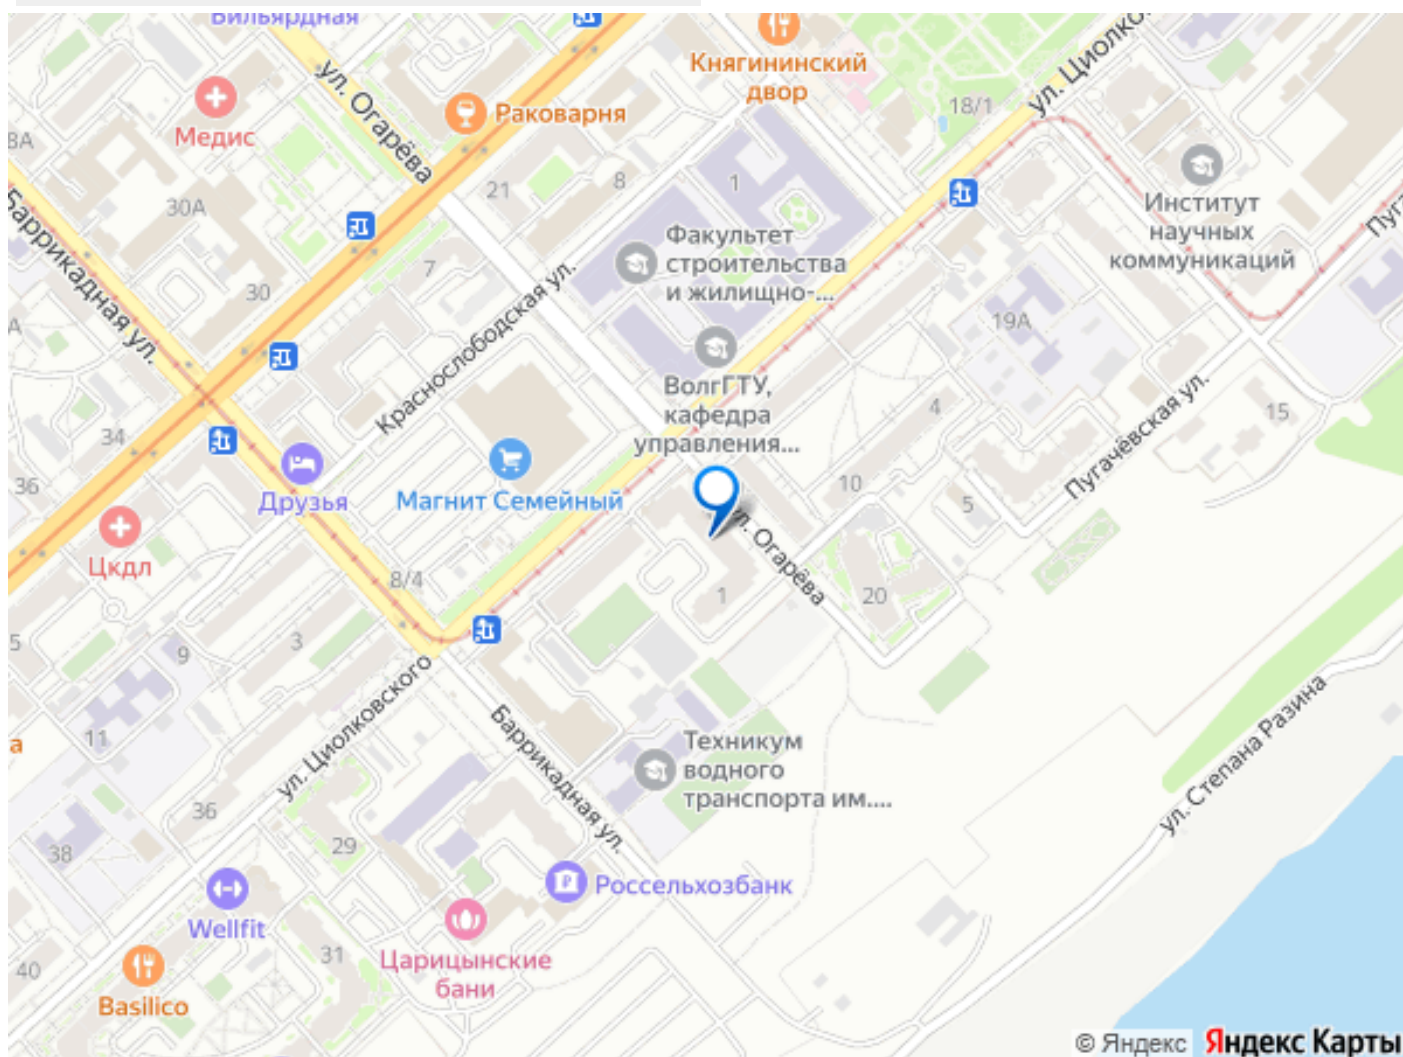 Бильярдная
ул. Огарёва
Медис
Раковарня
Княгининский
двор
ул. Циолковского
18/1
8А
30А
21
8
1
Институт
научных
коммуникаций
Факультет
строительства
и жилищно-...
Баррикадная ул.
7
30
Краснослободская ул.
19А
ВолгГТУ,
кафедра
управления...
34
4
15
Пугачёвская ул.
36
Друзья
Магнит Семейный
10
5
Цкдл
ул. Огарёва
8/4
1
20
3
9
5
ул. Циолковского
Баррикадная ул.
11
а
Техникум
водного
транспорта им....
ул. Степана Разина
36
29
38
Россельхозбанк
Wellfit
31
Царицынские
бани
40
Basilico
© Яндекс Яндекс Карты